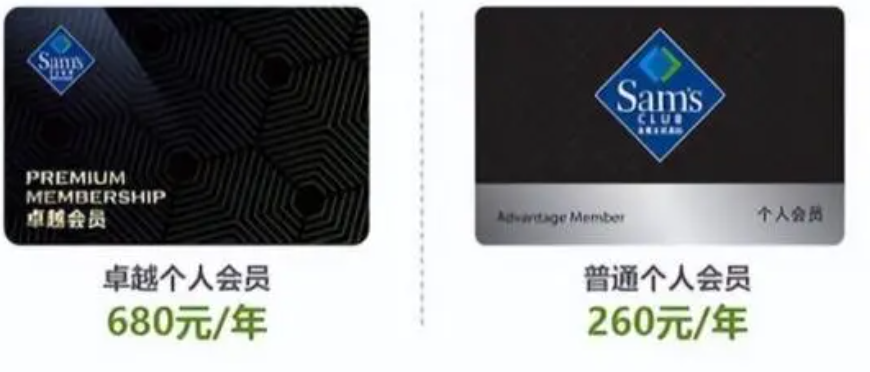 Sam's
CLUB
PREMIUM
MEMBERSHIP
卓越会员
卓越个人会员
680元/年
Sam's
CLUB
Advantage Member
个人会员
普通个人会员
260元/年